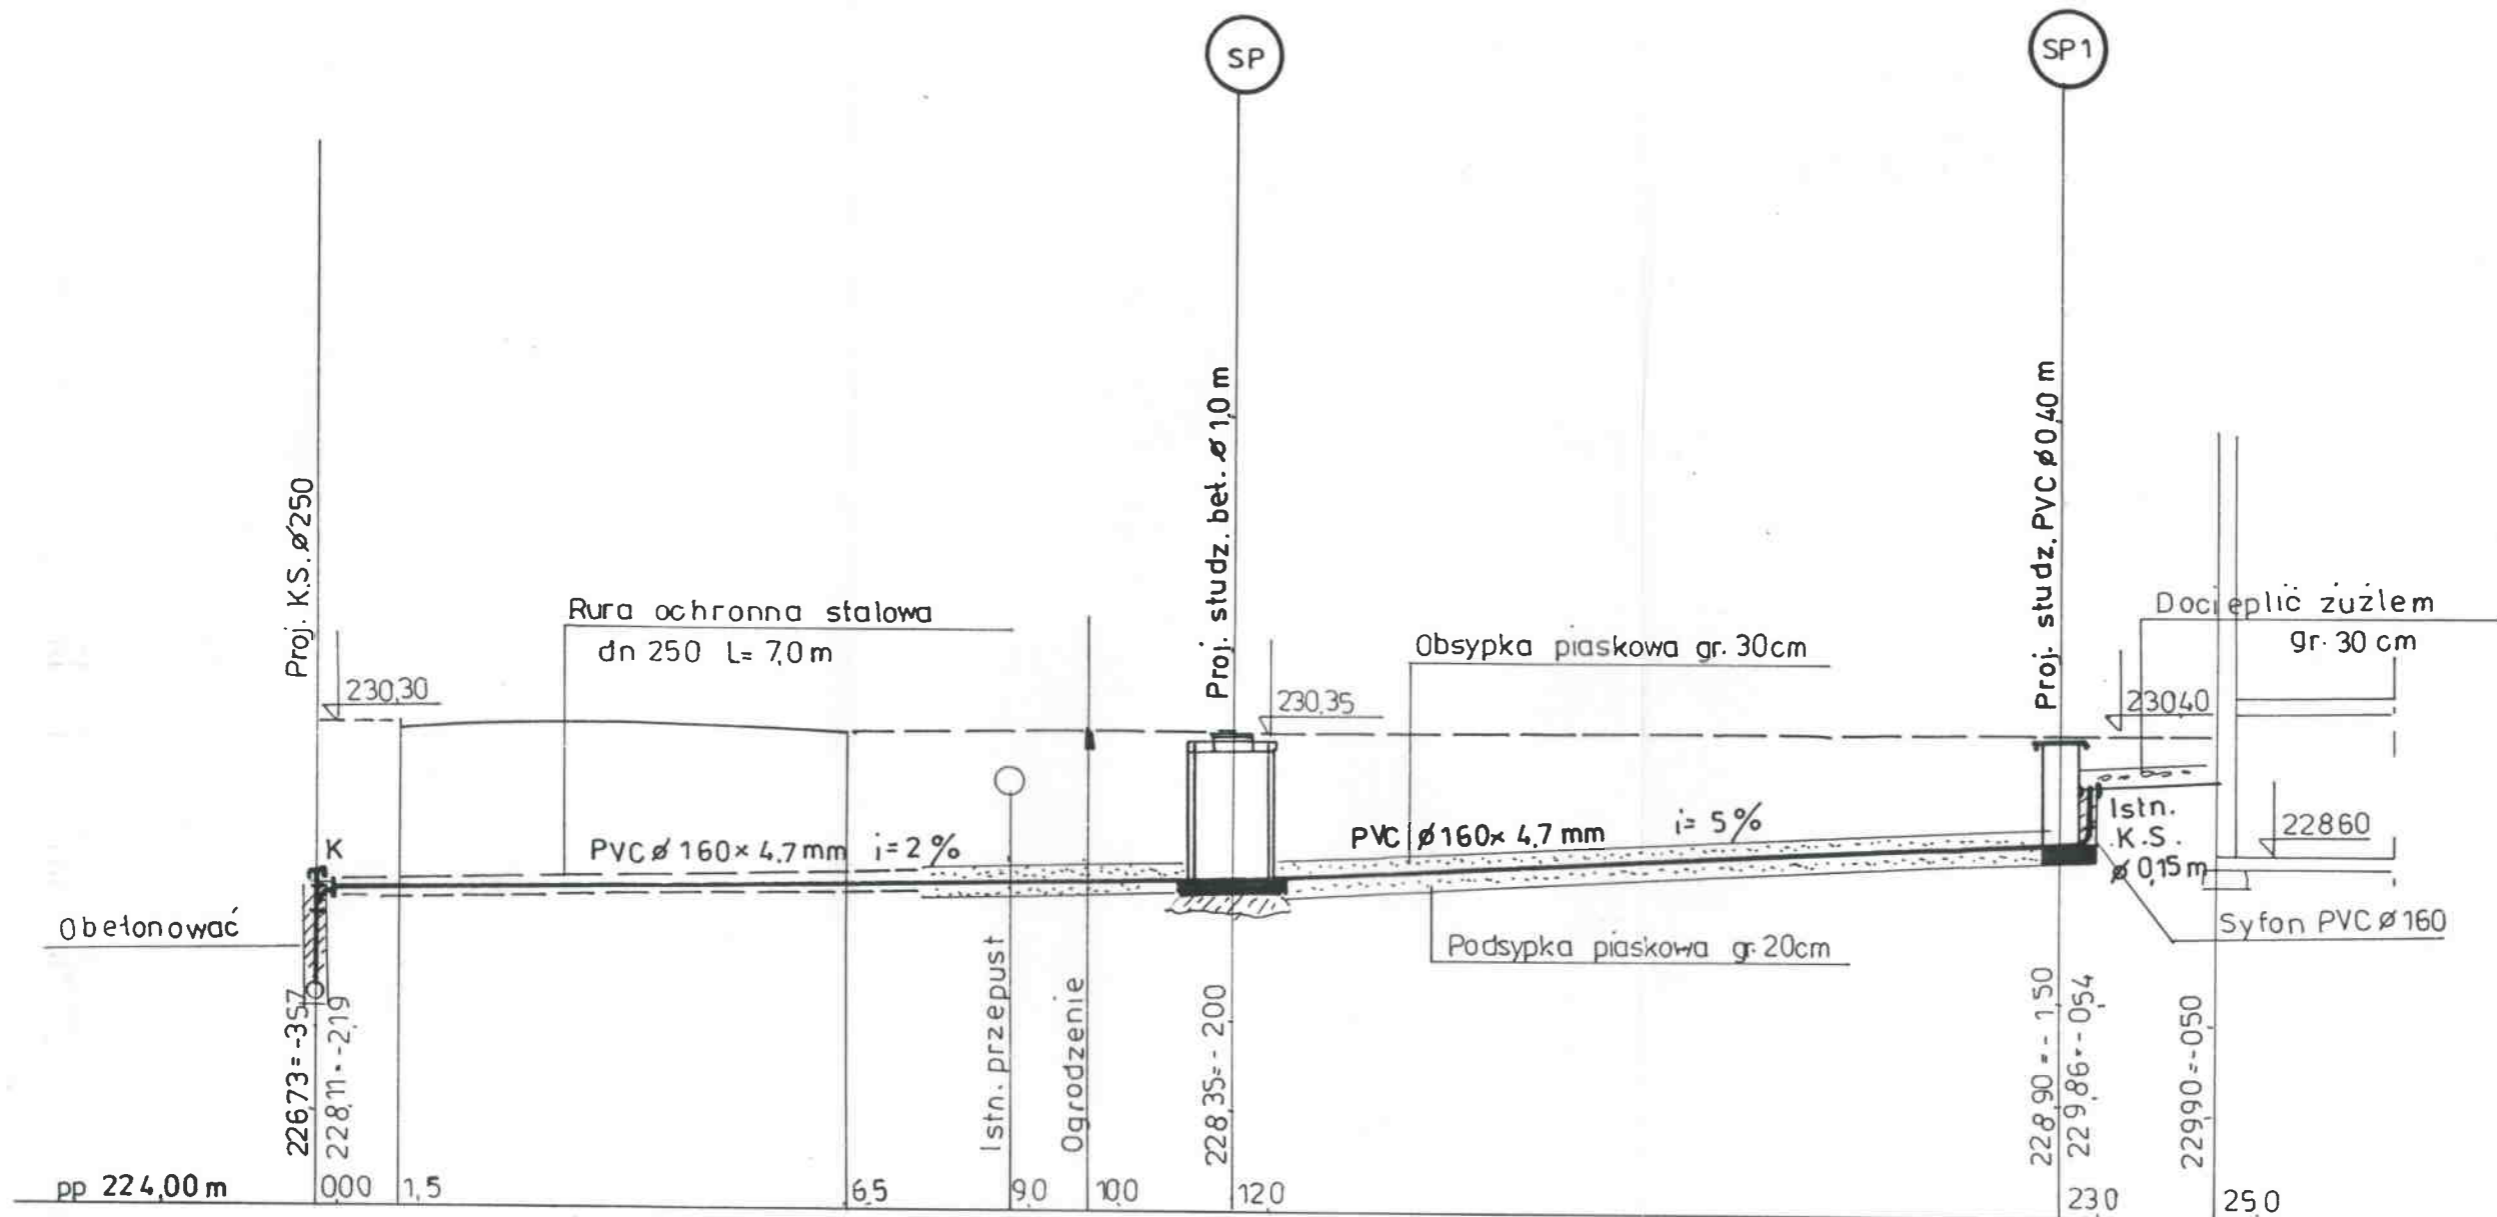 SP
SP1
Proj. K.S. ø250
Proj. studz. bet. ø 1,0 m
Proj. studz. PVC ø 0,40 m
Rura ochronna stalowa
dn 250 L= 7,0 m
Obsypka piaskowa gr. 30cm
Docieplić żużlem
gr. 30 cm
230,30
230,35
230,40
K
PVC ø 160× 4,7 mm i= 2 %
PVC ø 160× 4,7 mm i= 5 %
Istn.
K.S.
ø 0,15 m
228,60
Obetonować
Podsypka piaskowa gr. 20cm
Syfon PVC ø 160
226,73 = -3,57
228,11 = -2,19
Istn. przepust
Ogrodzenie
228,35 = - 2,00
228,90 = - 1,50
229,86 = - 0,54
229,90 = -0,50
pp 224,00 m
0,00 1,5 6,5 9,0 10,0 12,0 23,0 25,0